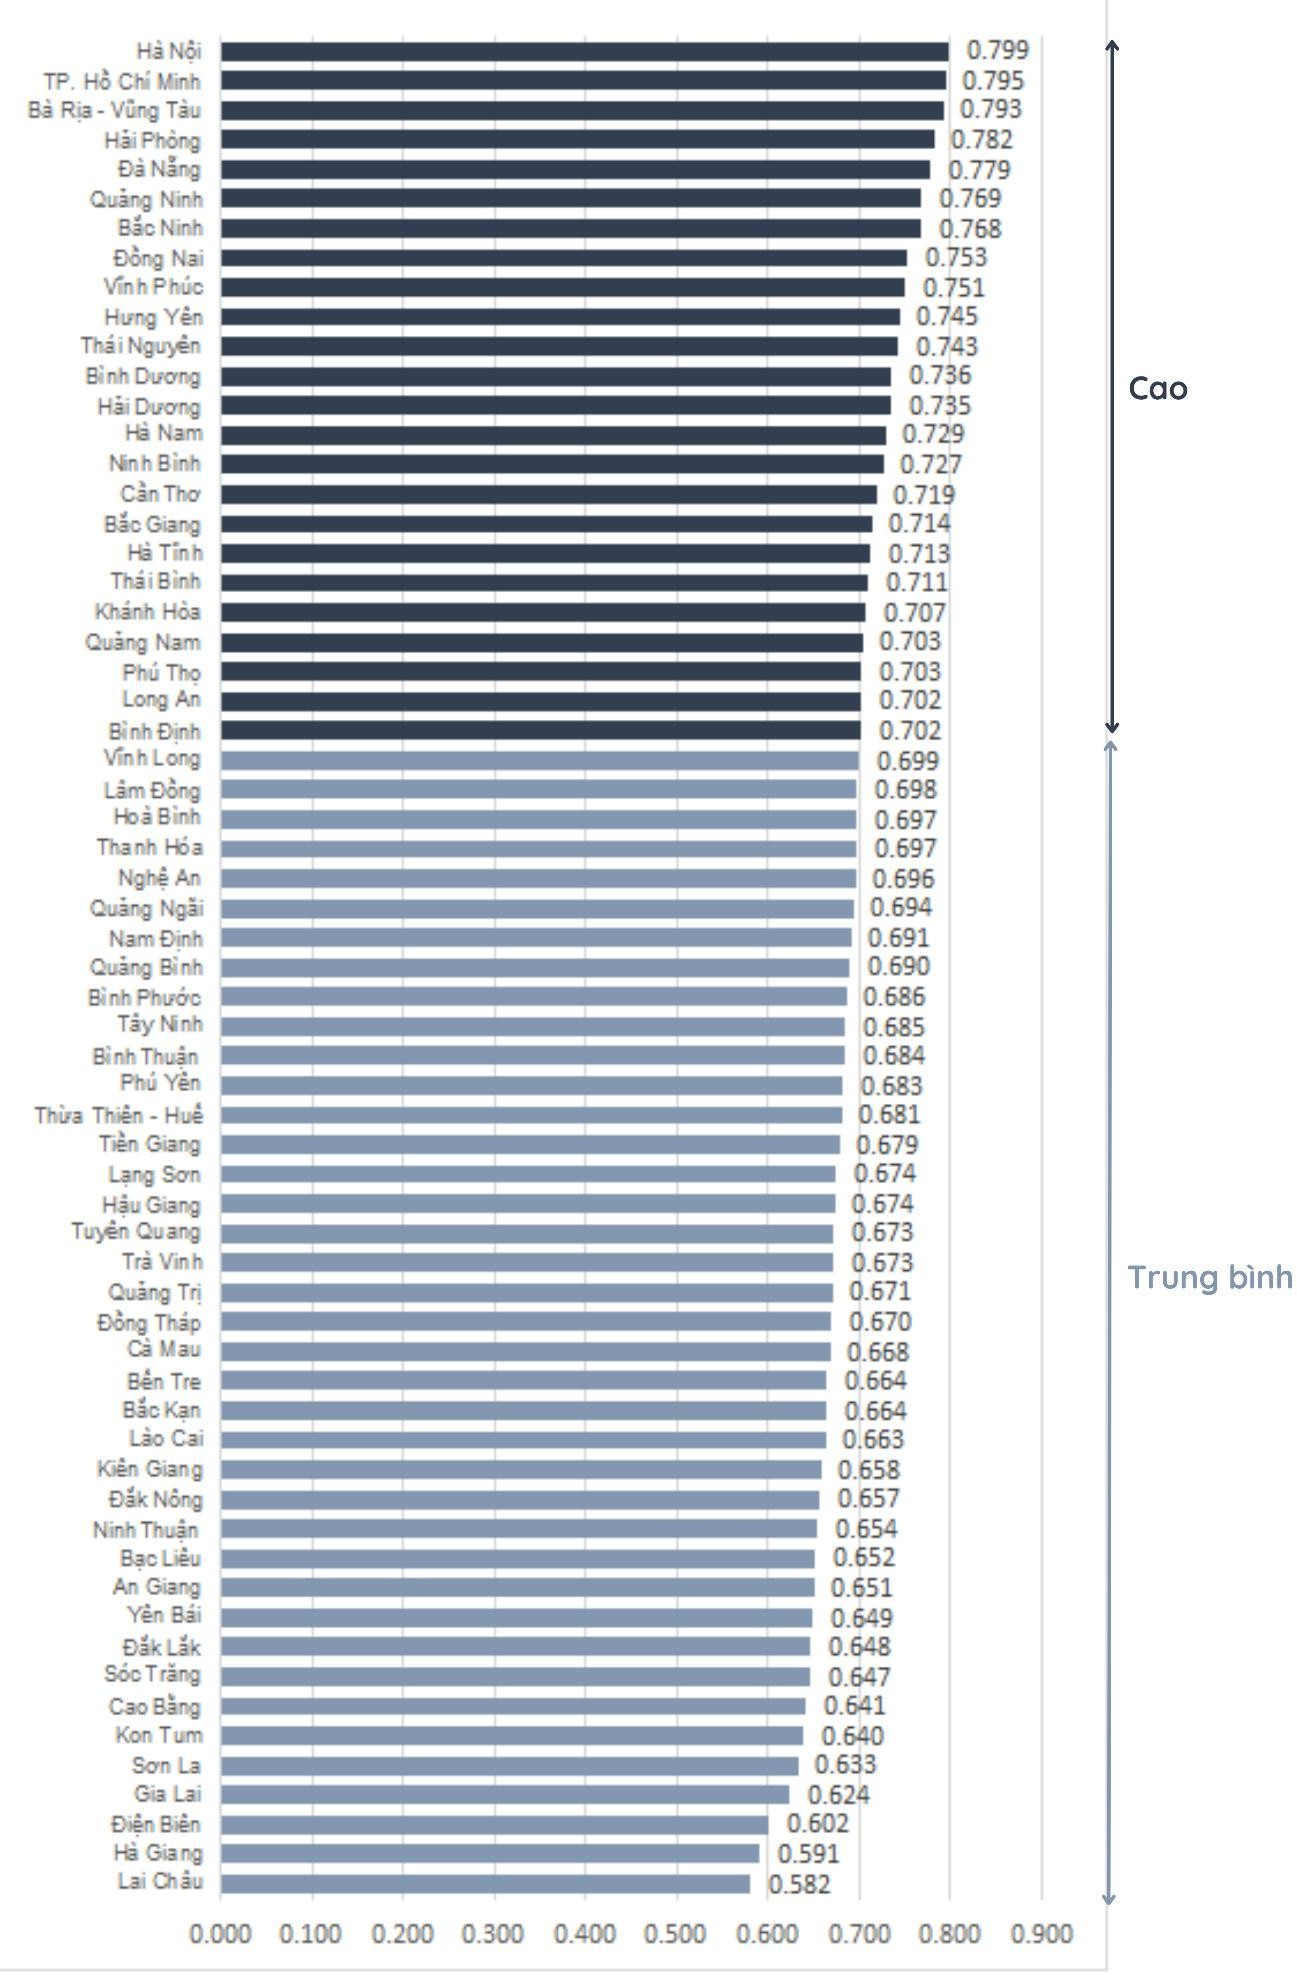 Hà Nội 0.799
TP. Hồ Chí Minh 0.795
Bà Rịa - Vũng Tàu 0.793
Hải Phòng 0.782
Đà Nẵng 0.779
Quảng Ninh 0.769
Bắc Ninh 0.768
Đồng Nai 0.753
Vĩnh Phúc 0.751
Hưng Yên 0.745
Thái Nguyên 0.743
Bình Dương 0.736
Cao
Hải Dương 0.735
Hà Nam 0.729
Ninh Bình 0.727
Cần Thơ 0.719
Bắc Giang 0.714
Hà Tĩnh 0.713
Thái Bình 0.711
Khánh Hòa 0.707
Quảng Nam 0.703
Phú Thọ 0.703
Long An 0.702
Bình Định 0.702
Vĩnh Long 0.699
Lâm Đồng 0.698
Hoà Bình 0.697
Thanh Hóa 0.697
Nghệ An 0.696
Quảng Ngãi 0.694
Nam Định 0.691
Quảng Bình 0.690
Bình Phước 0.686
Tây Ninh 0.685
Bình Thuận 0.684
Phú Yên 0.683
Thừa Thiên - Huế 0.681
Tiền Giang 0.679
Lạng Sơn 0.674
Hậu Giang 0.674
Tuyên Quang 0.673
Trà Vinh 0.673
Trung bình
Quảng Trị 0.671
Đồng Tháp 0.670
Cà Mau 0.668
Bến Tre 0.664
Bắc Kạn 0.664
Lào Cai 0.663
Kiên Giang 0.658
Đắk Nông 0.657
Ninh Thuận 0.654
Bạc Liêu 0.652
An Giang 0.651
Yên Bái 0.649
Đắk Lắk 0.648
Sóc Trăng 0.647
Cao Bằng 0.641
Kon Tum 0.640
Sơn La 0.633
Gia Lai 0.624
Điện Biên 0.602
Hà Giang 0.591
Lai Châu 0.582
0.000 0.100 0.200 0.300 0.400 0.500 0.600 0.700 0.800 0.900